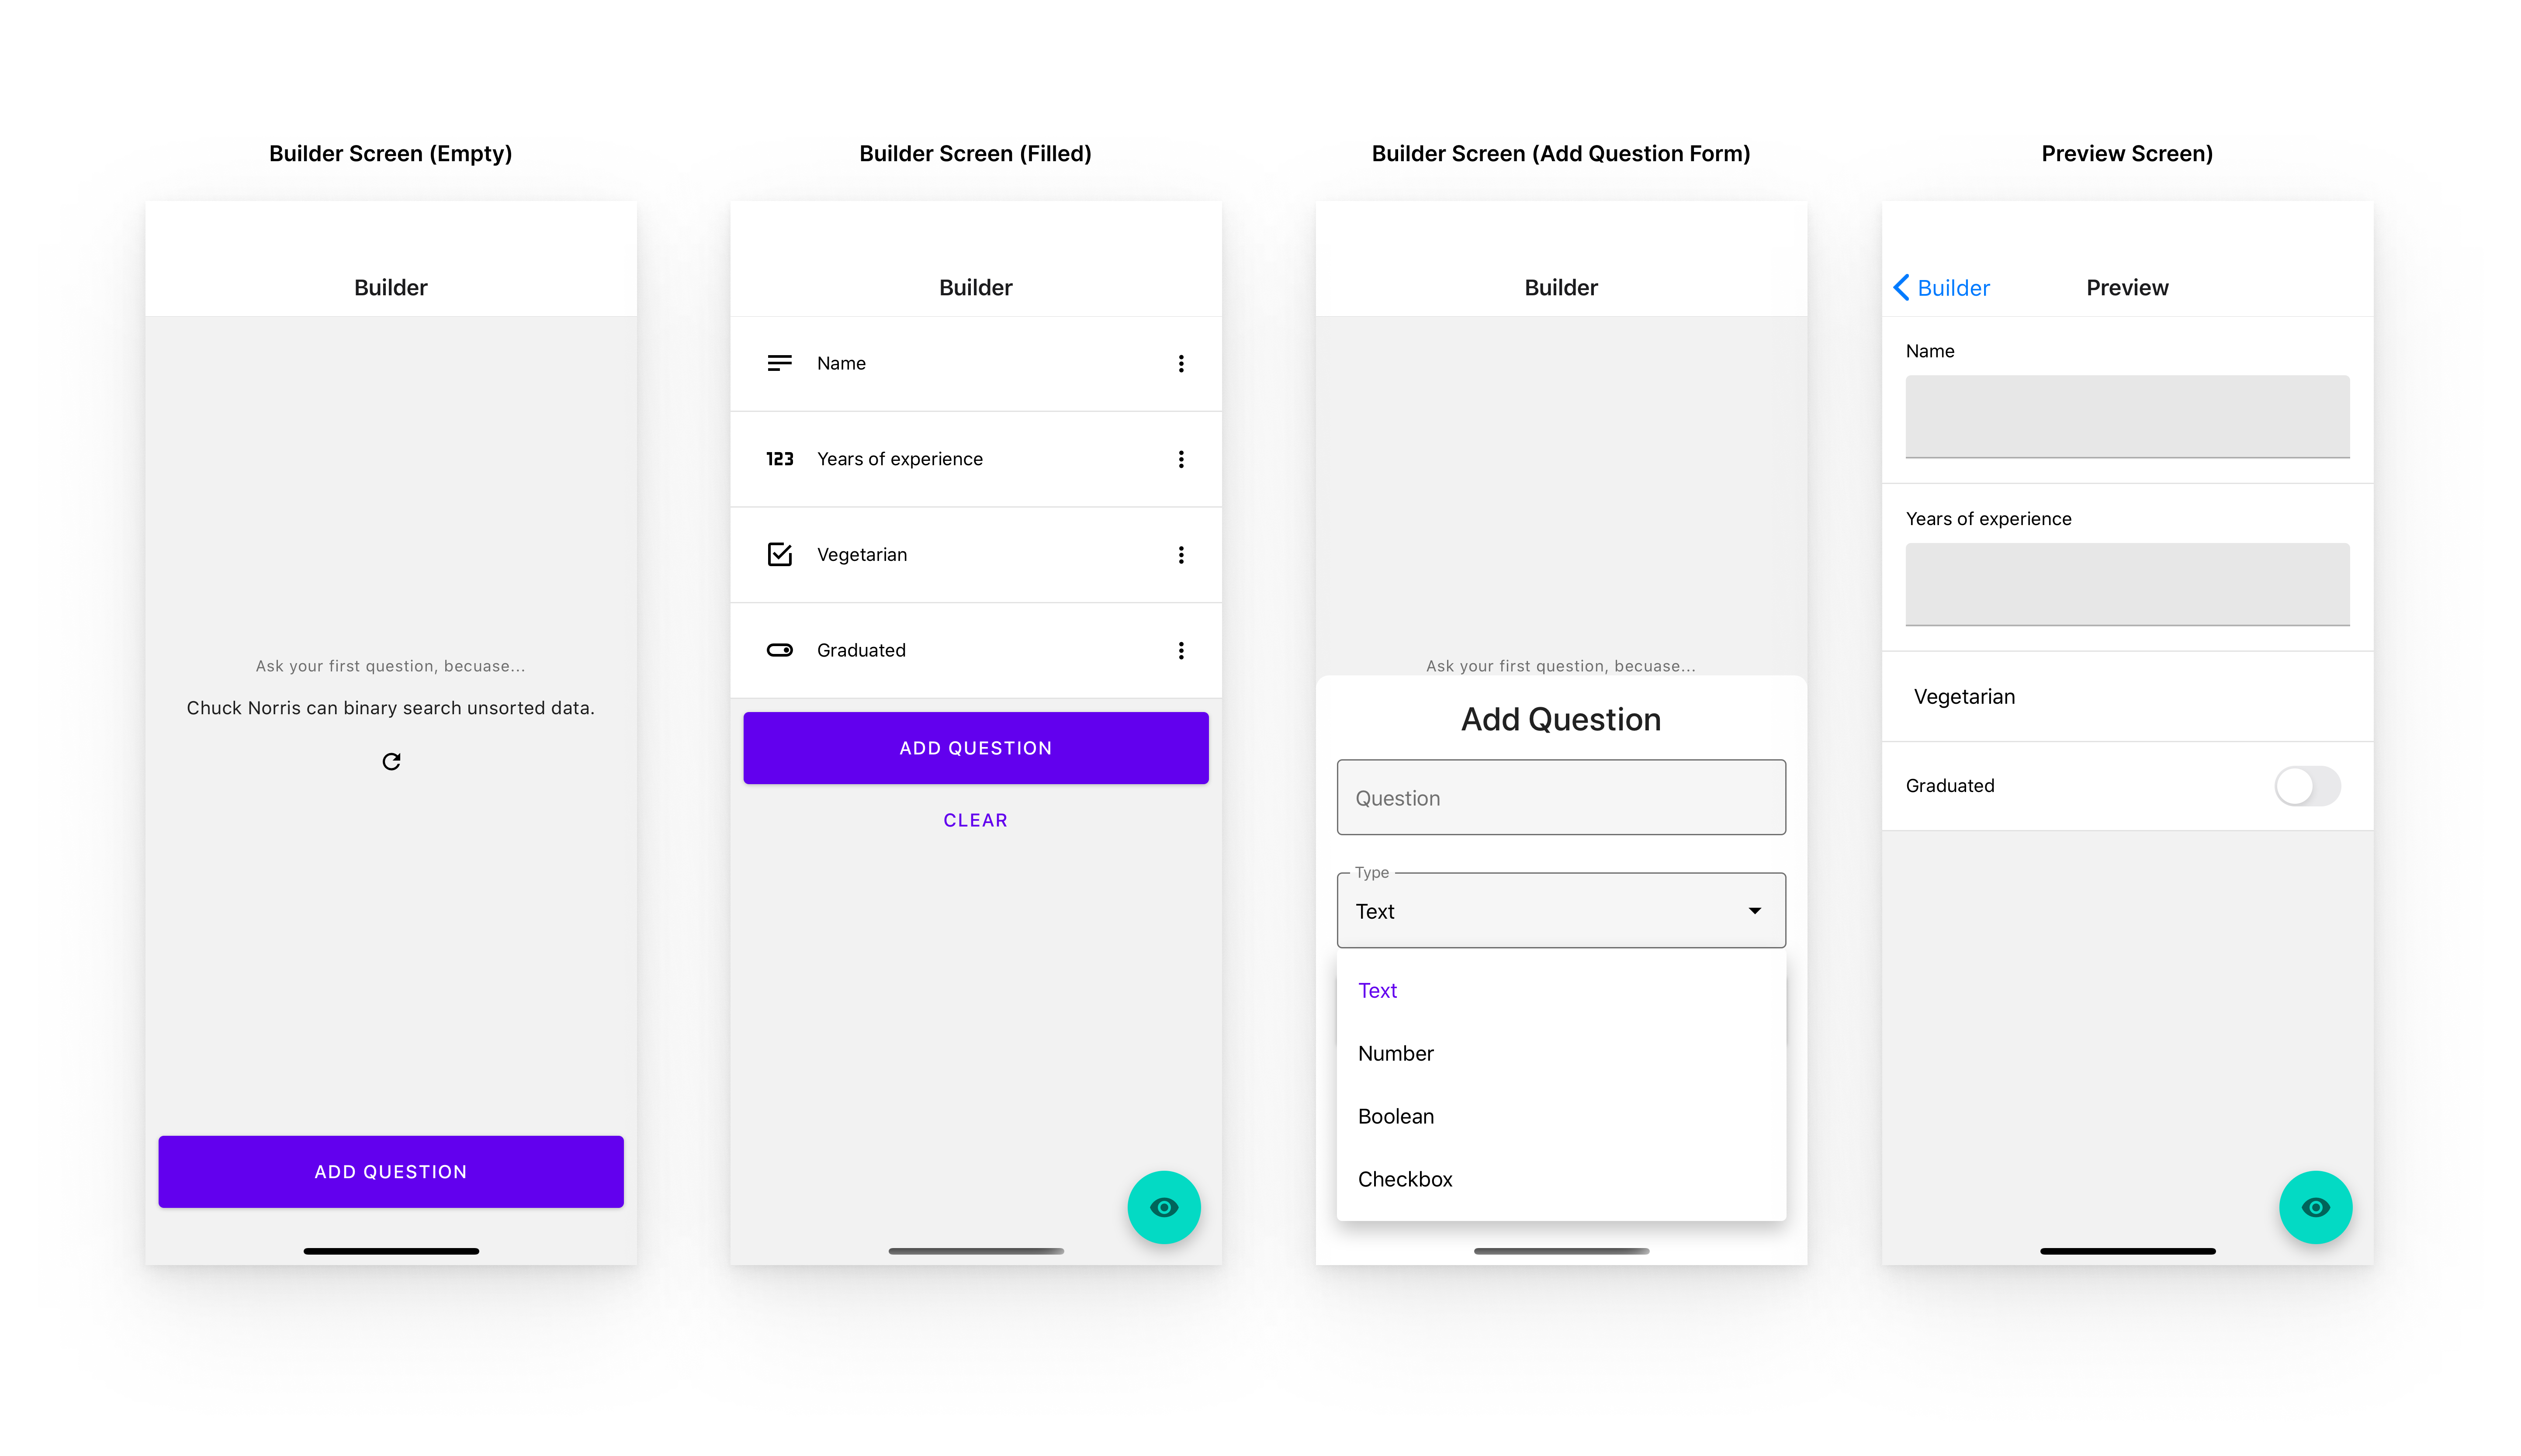 Builder Screen (Empty)
Builder
Ask your first question, becuase...
Chuck Norris can binary search unsorted data.
ADD QUESTION
Builder Screen (Filled)
Builder
Name
123 Years of experience
Vegetarian
Graduated
ADD QUESTION
CLEAR
Builder Screen (Add Question Form)
Builder
Ask your first question, becuase...
Add Question
Question
Type
Text
Text
Number
Boolean
Checkbox
Preview Screen)
Builder Preview
Name
Years of experience
Vegetarian
Graduated